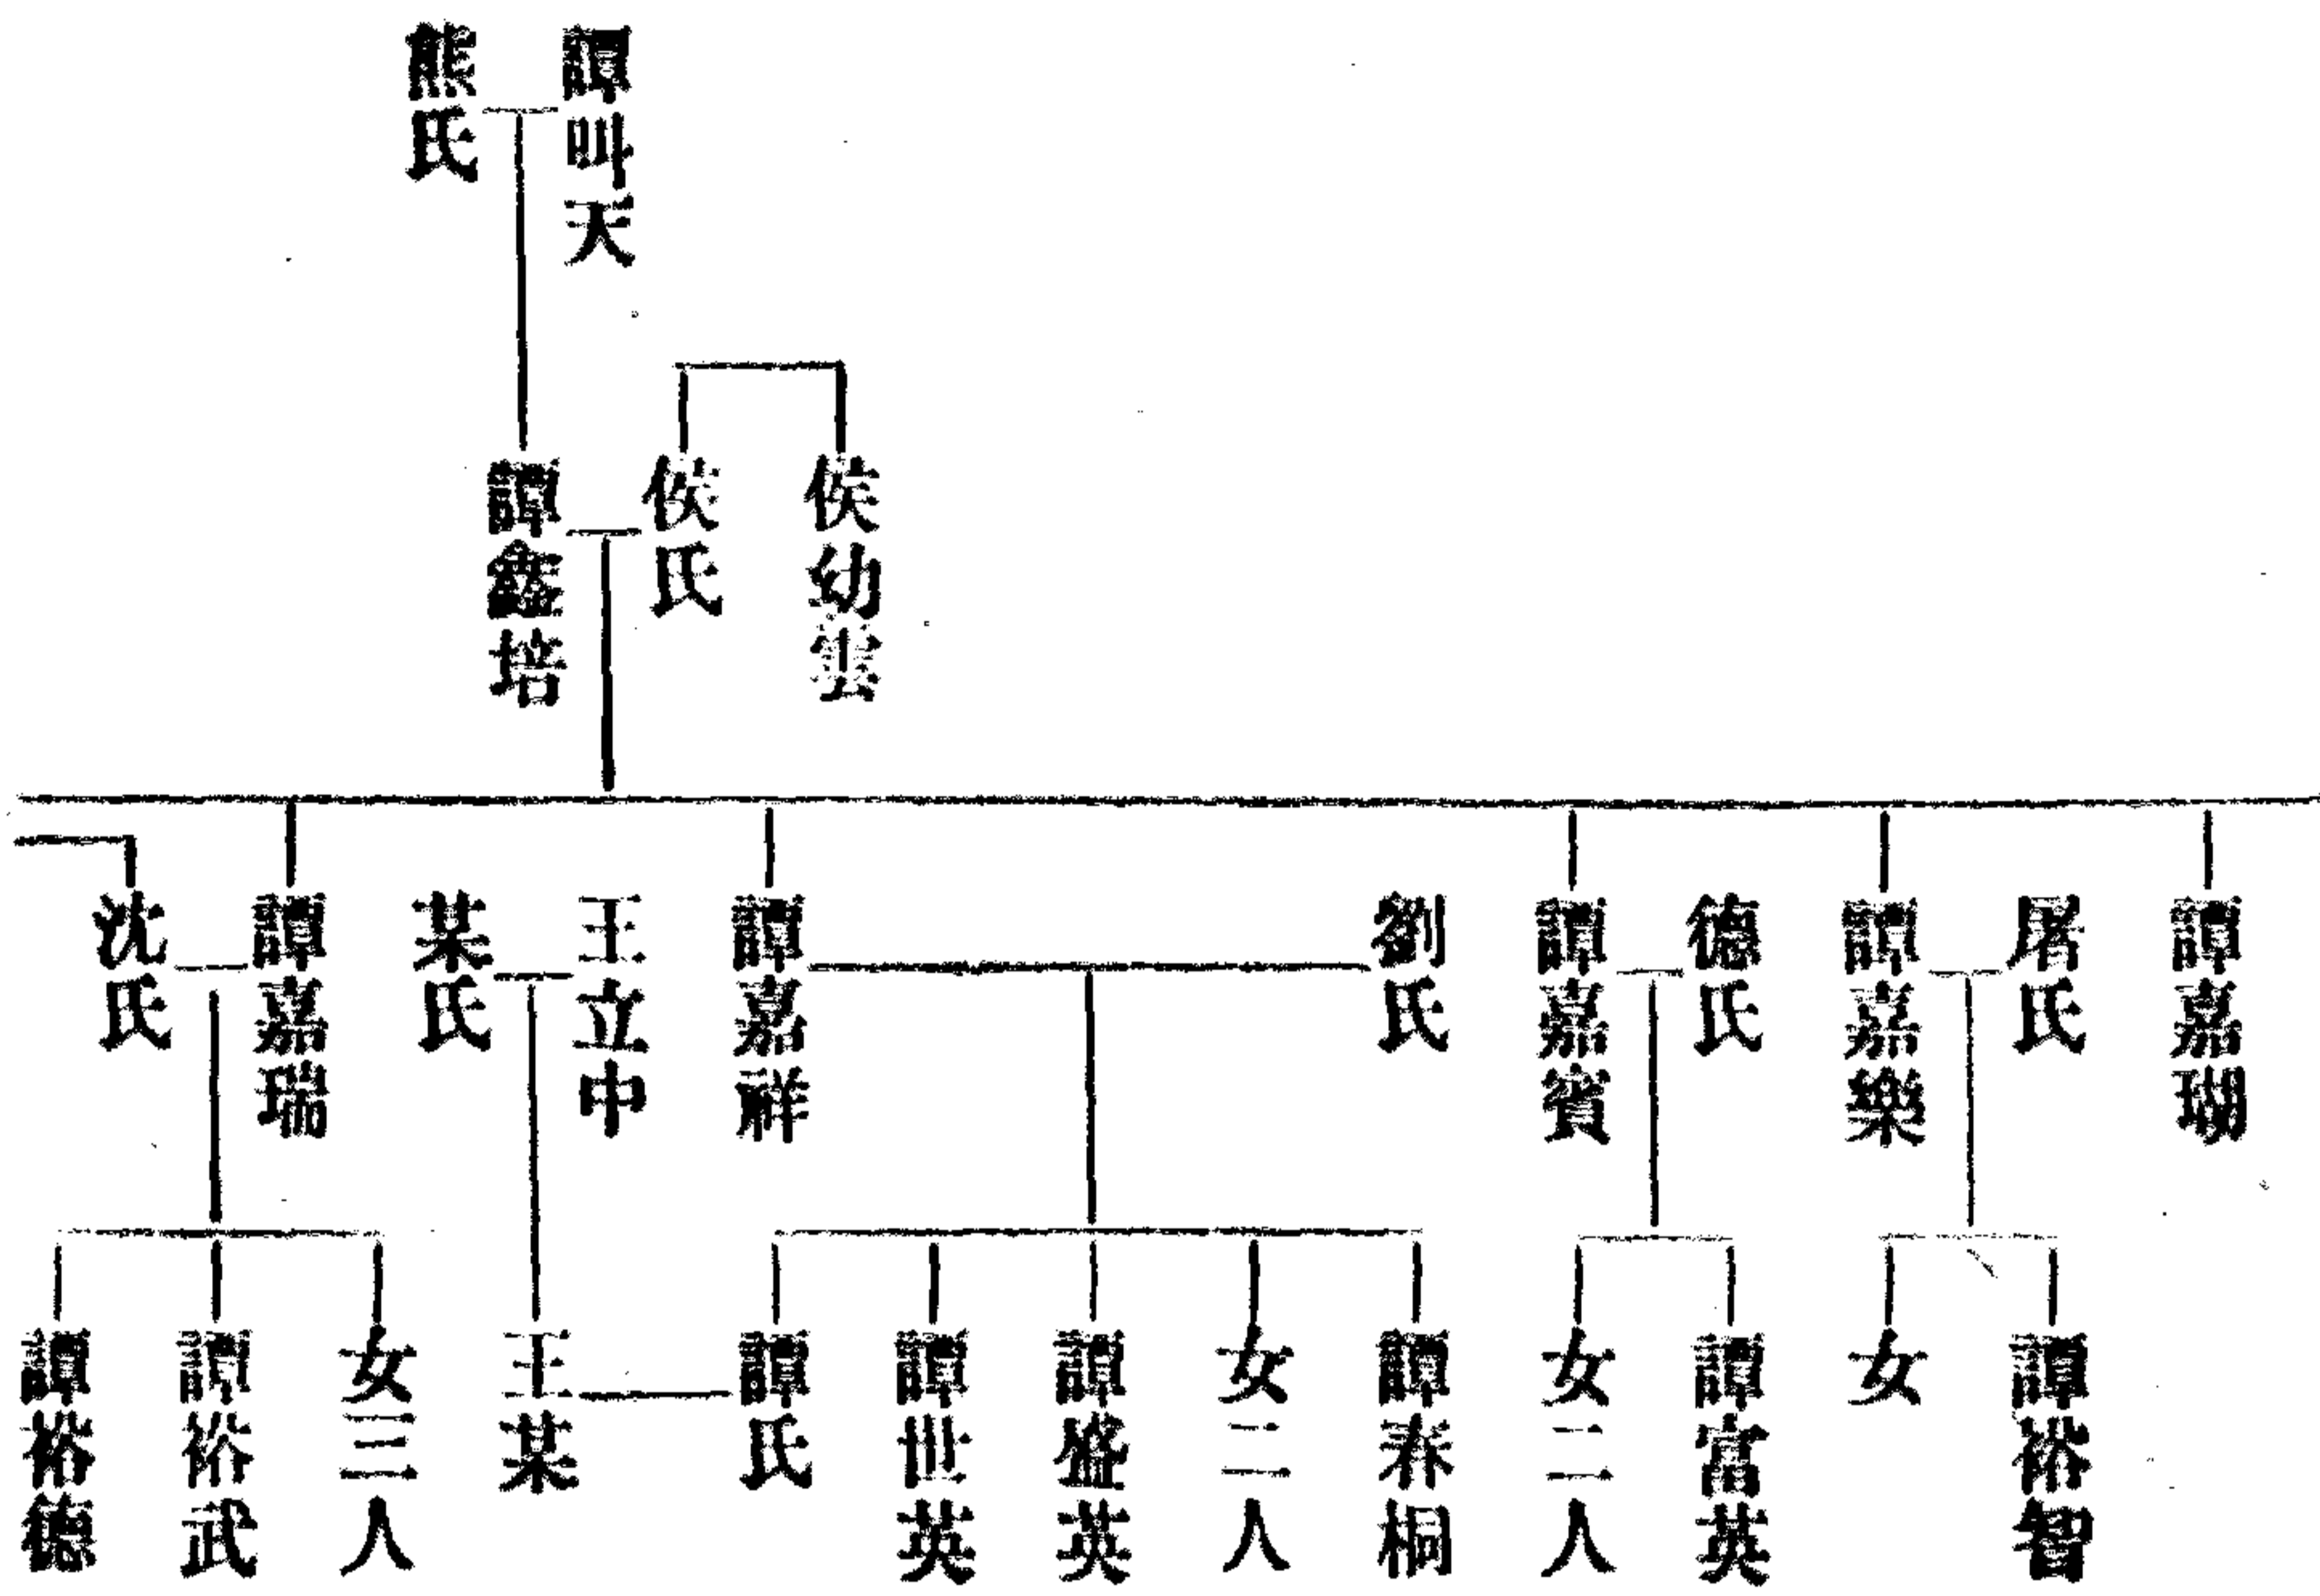 譚叫天
熊氏
侯幼雲
侯氏
譚鑫培
譚嘉瑚
屠氏
譚嘉樂
德氏
譚嘉賓
劉氏
譚嘉祥
王立中
某氏
譚嘉瑞
沈氏
譚裕智
女
譚富英
女二人
譚春桐
女二人
譚盛英
譚世英
譚氏
王某
女三人
譚裕武
譚裕德